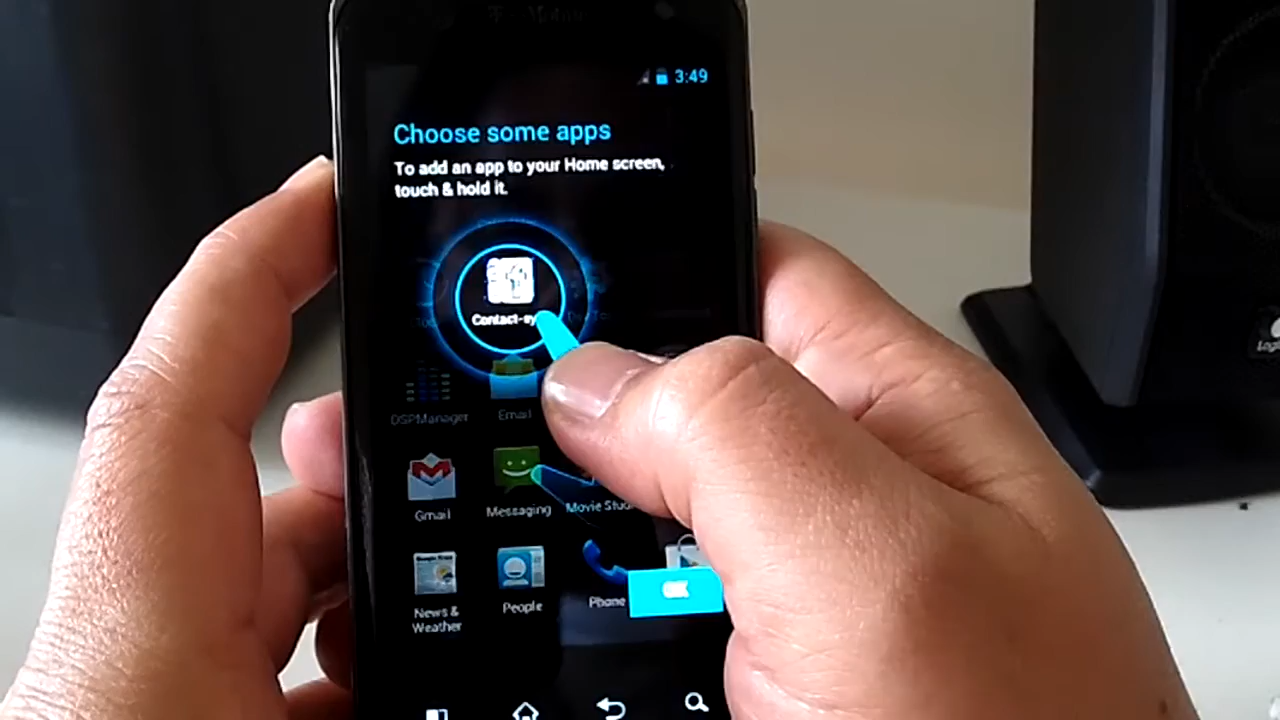 3:49
Choose some apps
To add an app to your Home screen,
touch & hold it.
DSPManager
Email
Gmail
Messaging
Movie
News &
Weather
People
Phone
OK